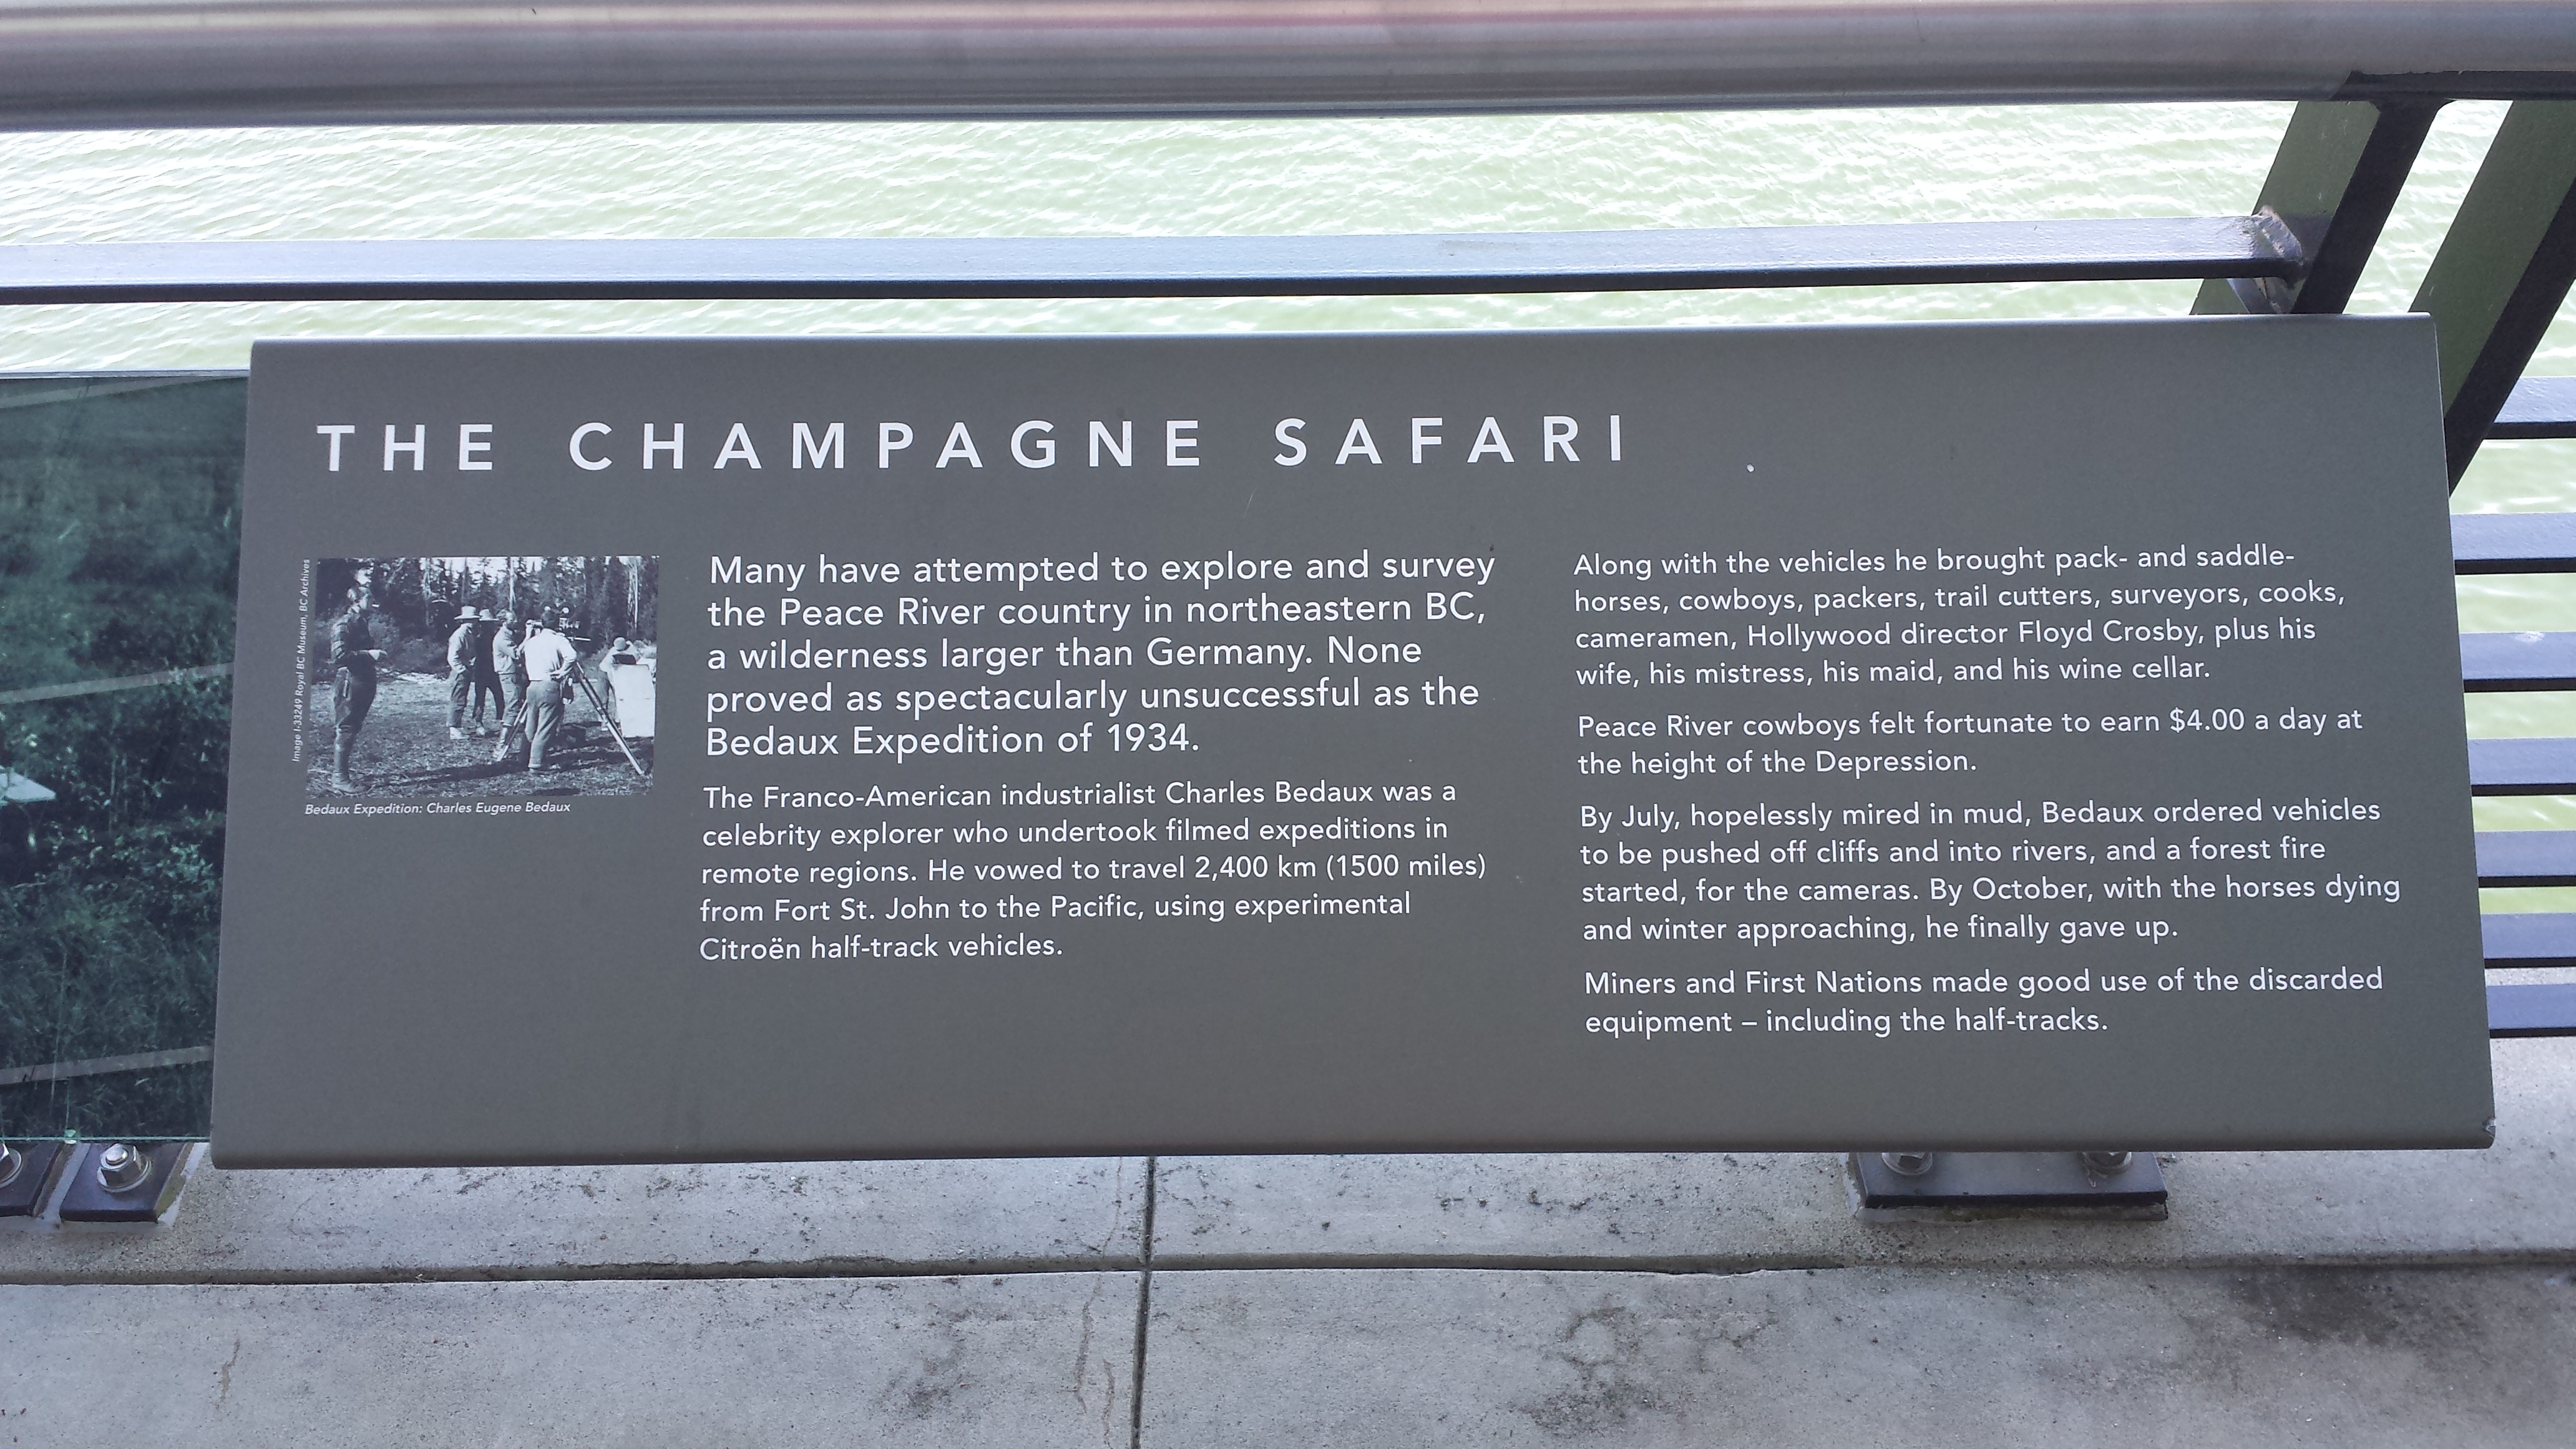 THE CHAMPAGNE SAFARI
Image I-33249 Royal BC Museum, BC Archives
Bedaux Expedition: Charles Eugene Bedaux
Many have attempted to explore and survey
the Peace River country in northeastern BC,
a wilderness larger than Germany. None
proved as spectacularly unsuccessful as the
Bedaux Expedition of 1934.
The Franco-American industrialist Charles Bedaux was a
celebrity explorer who undertook filmed expeditions in
remote regions. He vowed to travel 2,400 km (1500 miles)
from Fort St. John to the Pacific, using experimental
Citroën half-track vehicles.
Along with the vehicles he brought pack- and saddle-
horses, cowboys, packers, trail cutters, surveyors, cooks,
cameramen, Hollywood director Floyd Crosby, plus his
wife, his mistress, his maid, and his wine cellar.
Peace River cowboys felt fortunate to earn $4.00 a day at
the height of the Depression.
By July, hopelessly mired in mud, Bedaux ordered vehicles
to be pushed off cliffs and into rivers, and a forest fire
started, for the cameras. By October, with the horses dying
and winter approaching, he finally gave up.
Miners and First Nations made good use of the discarded
equipment – including the half-tracks.